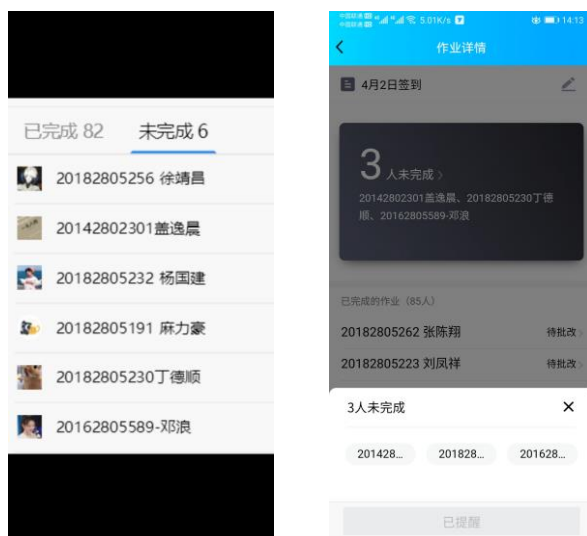 已完成 82 未完成 6
20182805256 徐靖昌
20142802301盖逸晨
20182805232 杨国建
20182805191 麻力豪
20182805230丁德顺
20162805589-邓浪
5.01K/s 14:13
作业详情
4月2日签到
3 人未完成
20142802301盖逸晨、20182805230丁德
顺、20162805589-邓浪
已完成的作业（85人）
20182805262 张陈翔 待批改
20182805223 刘凤祥 待批改
3人未完成
201428... 201828... 201628...
已提醒